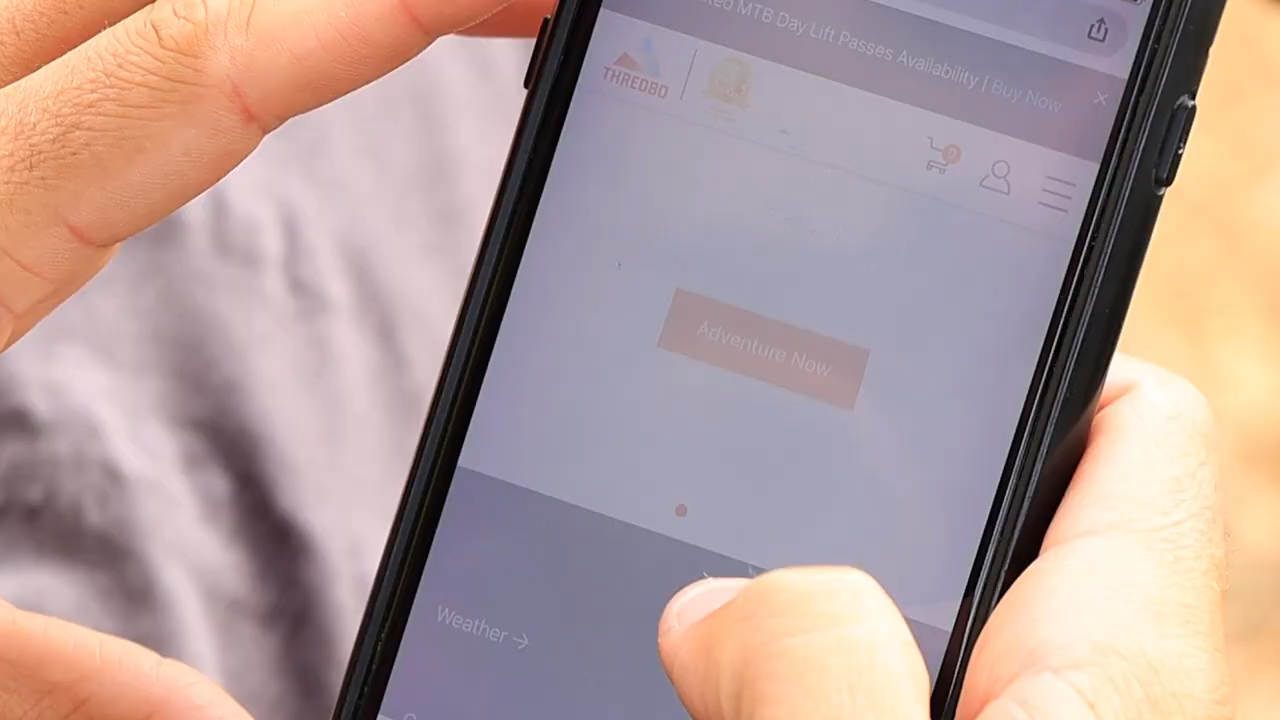 MTB Day Lift Passes Availability | Buy Now
THREDBO
Adventure Now
Weather →